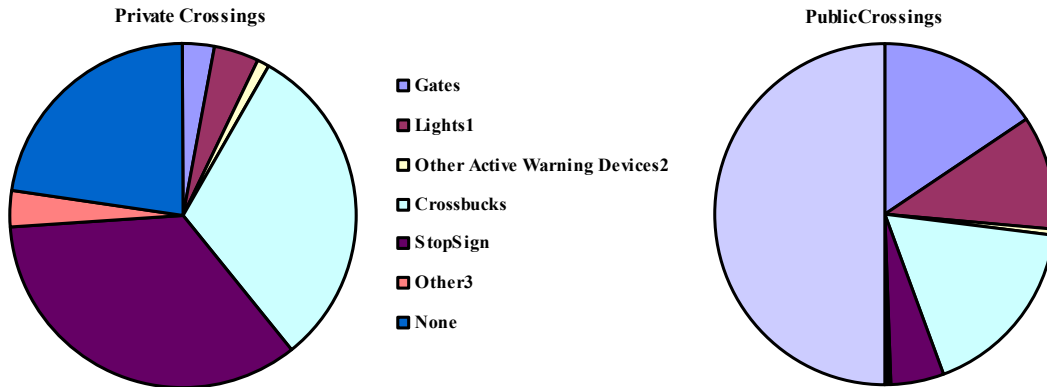 Private Crossings
PublicCrossings
Gates
Lights1
Other Active Warning Devices2
Crossbucks
StopSign
Other3
None